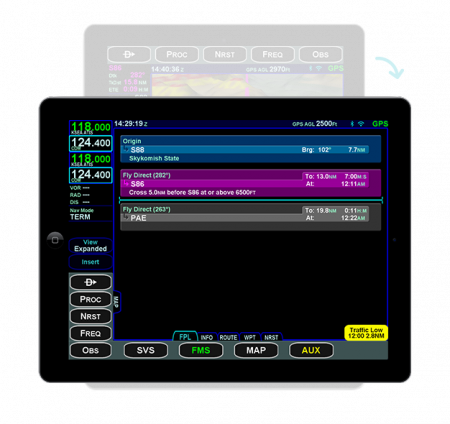 PROC NRST FREQ OBS
14:40:36 Z GPS AGL 2970FT GPS
118.000 14:29:19 Z GPS AGL 2500FT GPS
KSEA ATIS
124.400
COM
118.000
KSEA ATIS
124.400
COM
VOR ---
RAD ---
DIS ---
Nav Mode
TERM
View
Expanded
Insert
PROC
NRST
FREQ
OBS
MAP
Origin
S88 Brg: 102° 7.7NM
Skykomish State
Fly Direct (282°) To: 13.0NM 7:00M:S
S86 At: 12:11AM
Cross 5.0NM before S86 at or above 6500FT
Fly Direct (263°) To: 19.8NM 0:11H:M
PAE At: 12:22AM
FPL INFO ROUTE WPT NRST
Traffic Low
12:00 2.8NM
SVS FMS MAP AUX